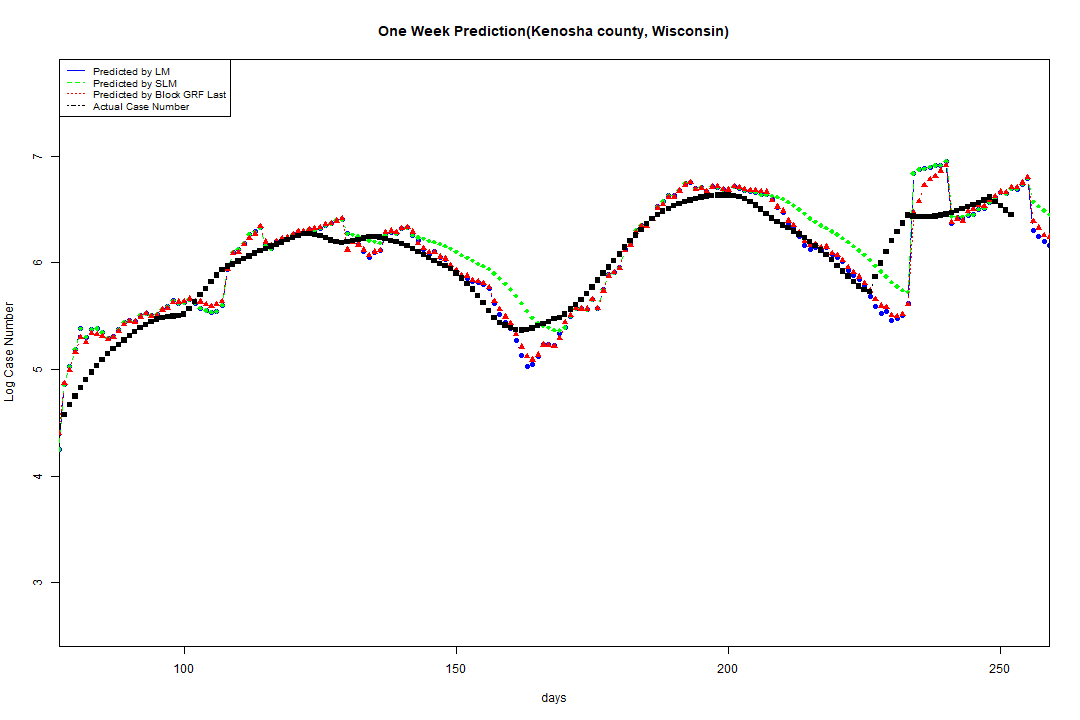 One Week Prediction(Kenosha county, Wisconsin)
Predicted by LM
Predicted by SLM
Predicted by Block GRF Last
Actual Case Number
7
6
5
4
3
Log Case Number
100 150 200 250
days